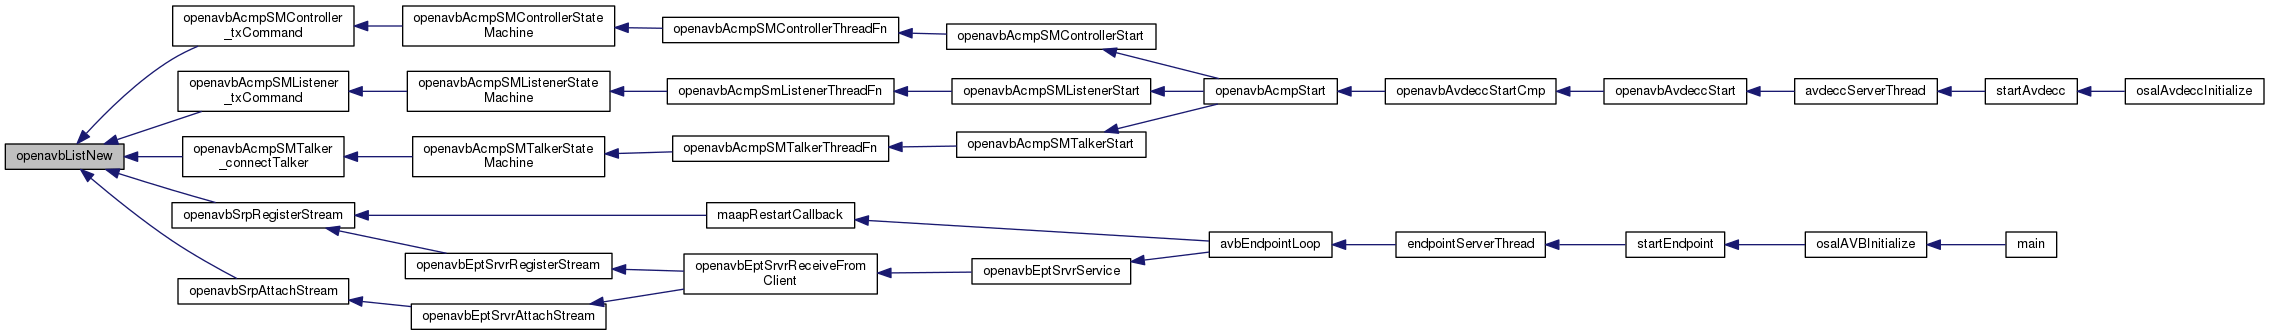 openavbAcmpSMController
_txCommand
openavbAcmpSMControllerState
Machine
openavbAcmpSMControllerThreadFn
openavbAcmpSMControllerStart
openavbAcmpSMListener
_txCommand
openavbAcmpSMListenerState
Machine
openavbAcmpSmListenerThreadFn
openavbAcmpSMListenerStart
openavbAcmpStart
openavbAvdeccStartCmp
openavbAvdeccStart
avdeccServerThread
startAvdecc
osalAvdeccInitialize
openavbListNew
openavbAcmpSMTalker
_connectTalker
openavbAcmpSMTalkerState
Machine
openavbAcmpSMTalkerThreadFn
openavbAcmpSMTalkerStart
openavbSrpRegisterStream
maapRestartCallback
avbEndpointLoop
endpointServerThread
startEndpoint
osalAVBInitialize
main
openavbEptSrvrRegisterStream
openavbEptSrvrReceiveFrom
Client
openavbEptSrvrService
openavbSrpAttachStream
openavbEptSrvrAttachStream